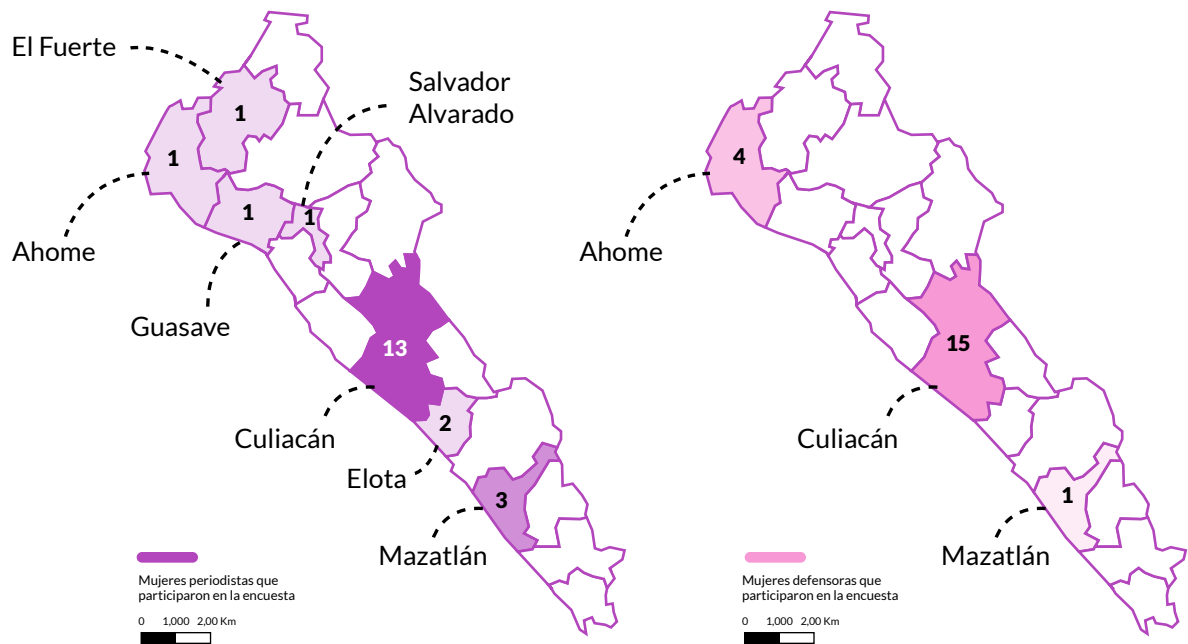 El Fuerte
Salvador
Alvarado
1
1
1
1
Ahome
Guasave
13
Culiacán
2
Elota
3
Mazatlán
Mujeres periodistas que
participaron en la encuesta
0 1,000 2,00 Km
4
Ahome
15
Culiacán
1
Mazatlán
Mujeres defensoras que
participaron en la encuesta
0 1,000 2,00 Km